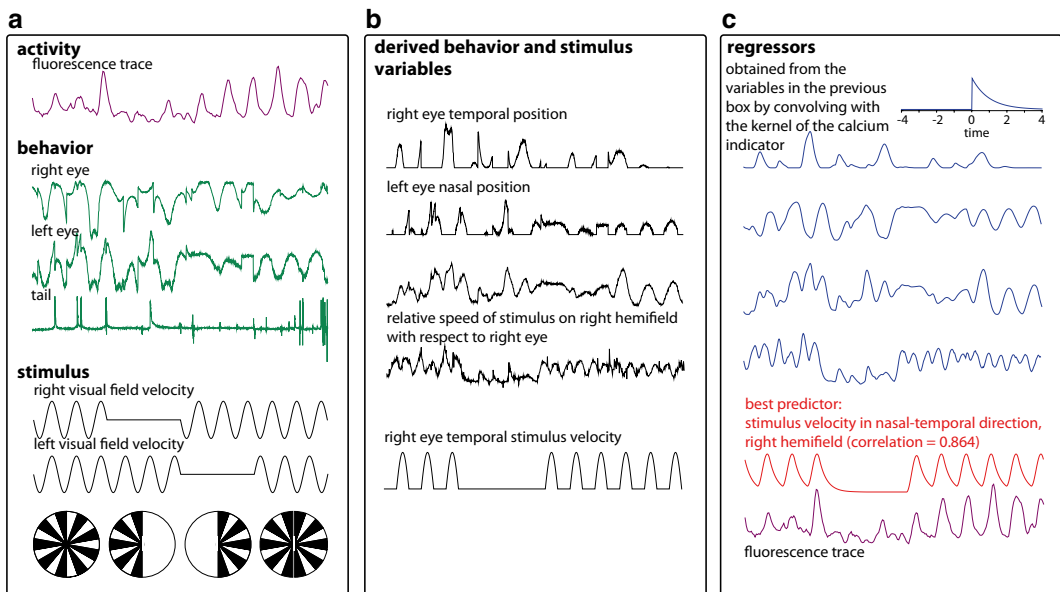 a
activity
fluorescence trace
behavior
right eye
left eye
tail
stimulus
right visual field velocity
left visual field velocity
b
derived behavior and stimulus
variables
right eye temporal position
left eye nasal position
relative speed of stimulus on right hemifield
with respect to right eye
right eye temporal stimulus velocity
c
regressors
obtained from the
variables in the previous
box by convolving with
the kernel of the calcium
indicator
-4 -2 0 2 4
time
best predictor:
stimulus velocity in nasal-temporal direction,
right hemifield (correlation = 0.864)
fluorescence trace